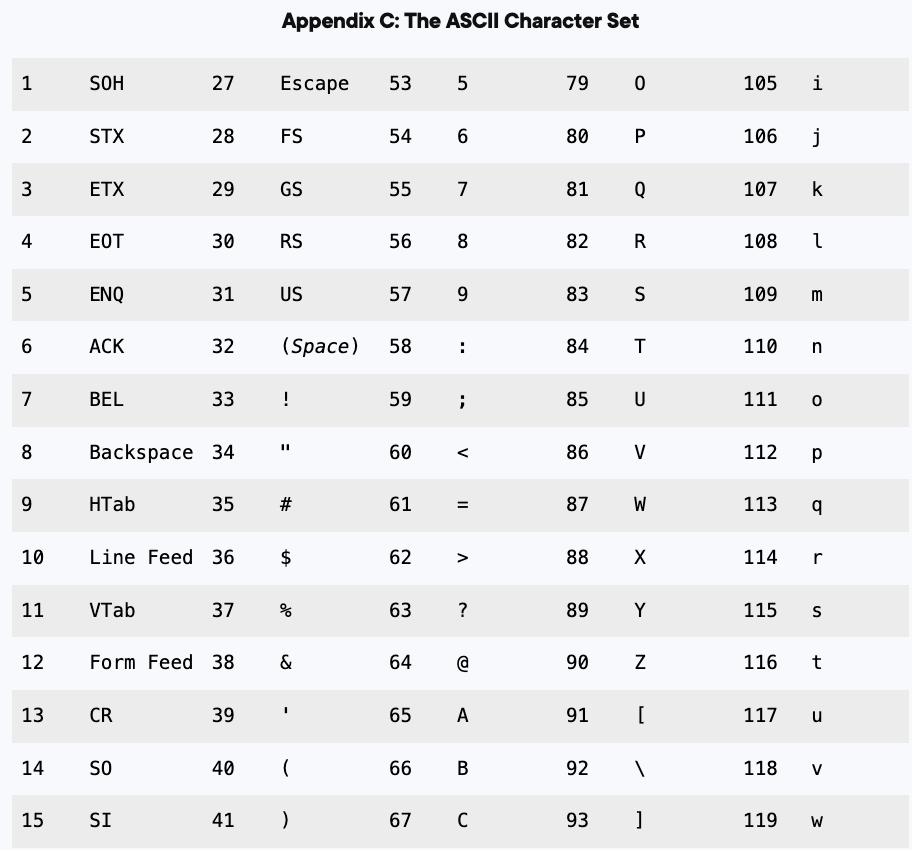 Appendix C: The ASCII Character Set
1 SOH 27 Escape 53 5 79 O 105 i
2 STX 28 FS 54 6 80 P 106 j
3 ETX 29 GS 55 7 81 Q 107 k
4 EOT 30 RS 56 8 82 R 108 l
5 ENQ 31 US 57 9 83 S 109 m
6 ACK 32 (Space) 58 : 84 T 110 n
7 BEL 33 ! 59 ; 85 U 111 o
8 Backspace 34 " 60 < 86 V 112 p
9 HTab 35 # 61 = 87 W 113 q
10 Line Feed 36 $ 62 > 88 X 114 r
11 VTab 37 % 63 ? 89 Y 115 s
12 Form Feed 38 & 64 @ 90 Z 116 t
13 CR 39 ' 65 A 91 [ 117 u
14 SO 40 ( 66 B 92 \ 118 v
15 SI 41 ) 67 C 93 ] 119 w